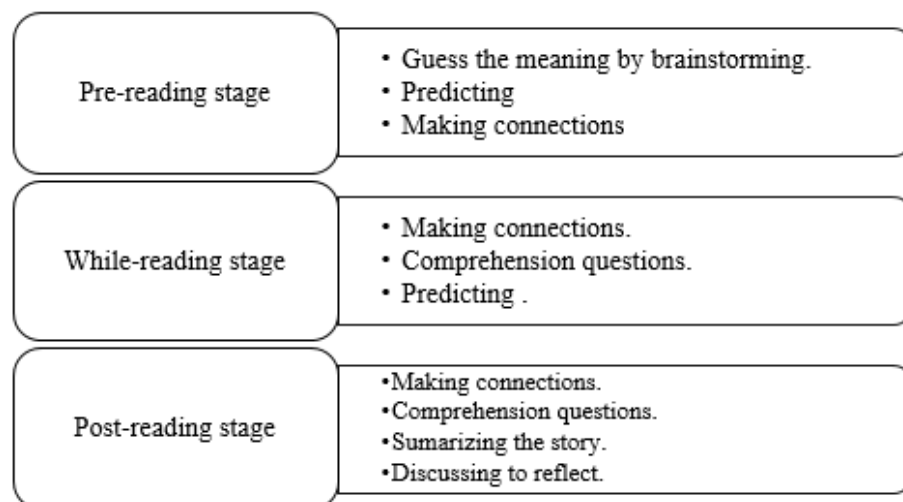 Pre-reading stage
• Guess the meaning by brainstorming.
• Predicting
• Making connections
While-reading stage
• Making connections.
• Comprehension questions.
• Predicting .
Post-reading stage
•Making connections.
•Comprehension questions.
•Sumarizing the story.
•Discussing to reflect.